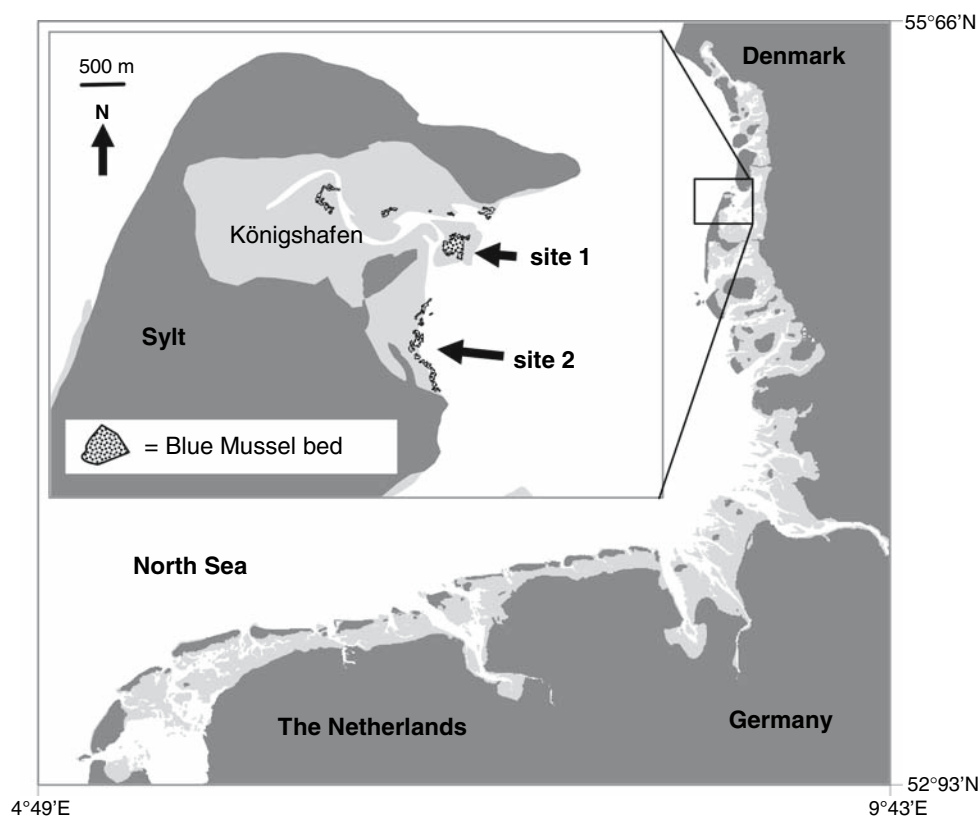 55°66'N
Denmark
500 m
N
Königshafen
site 1
Sylt
site 2
= Blue Mussel bed
North Sea
The Netherlands
Germany
52°93'N
4°49'E
9°43'E